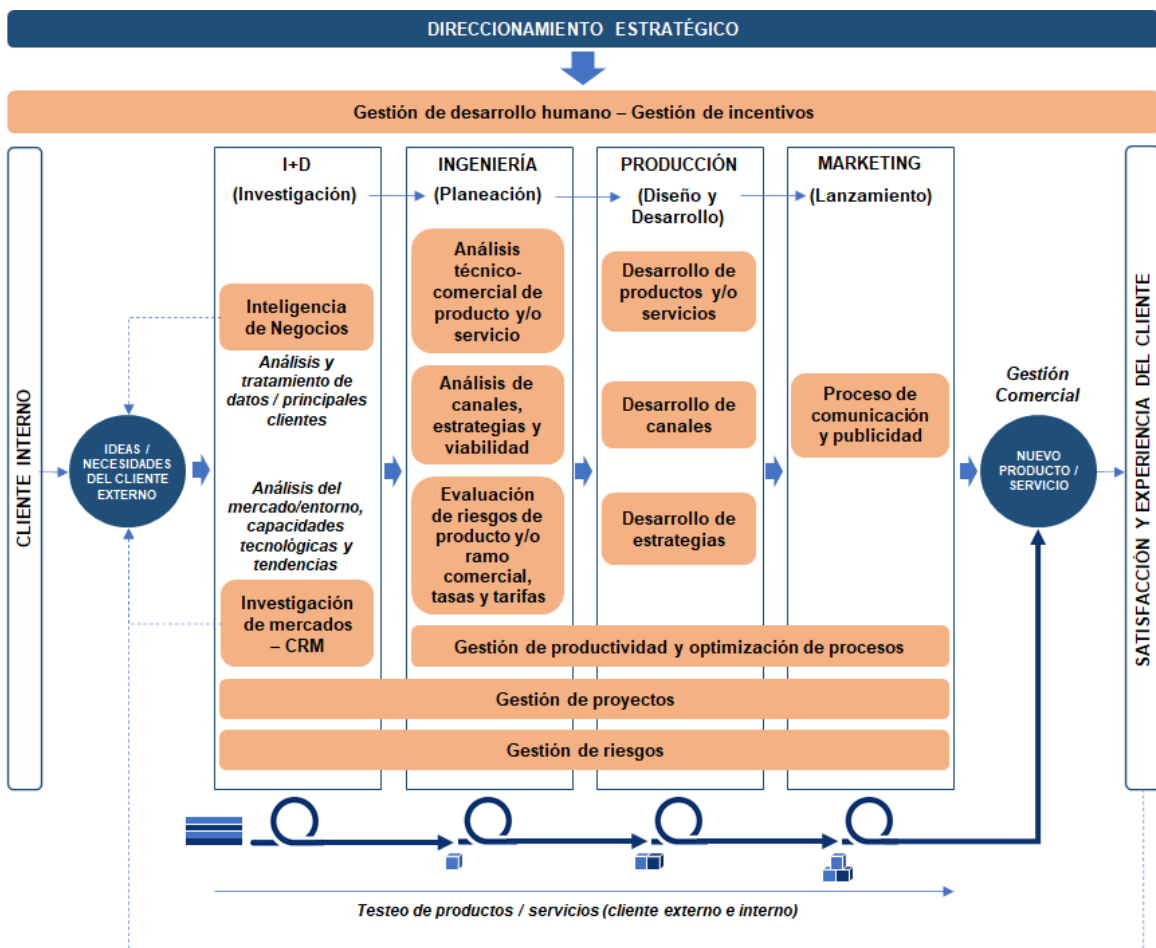 DIRECCIONAMIENTO ESTRATÉGICO
Gestión de desarrollo humano – Gestión de incentivos
CLIENTE INTERNO
IDEAS /
NECESIDADES
DEL CLIENTE
EXTERNO
I+D
(Investigación)
Inteligencia
de Negocios
Análisis y
tratamiento de
datos / principales
clientes
Análisis del
mercado/entorno,
capacidades
tecnológicas y
tendencias
Investigación
de mercados
– CRM
INGENIERÍA
(Planeación)
Análisis
técnico-
comercial de
producto y/o
servicio
Análisis de
canales,
estrategias y
viabilidad
Evaluación
de riesgos de
producto y/o
ramo
comercial,
tasas y tarifas
PRODUCCIÓN
(Diseño y
Desarrollo)
Desarrollo de
productos y/o
servicios
Desarrollo de
canales
Desarrollo de
estrategias
MARKETING
(Lanzamiento)
Proceso de
comunicación
y publicidad
Gestión de productividad y optimización de procesos
Gestión de proyectos
Gestión de riesgos
Gestión
Comercial
NUEVO
PRODUCTO /
SERVICIO
SATISFACCIÓN Y EXPERIENCIA DEL CLIENTE
Testeo de productos / servicios (cliente externo e interno)